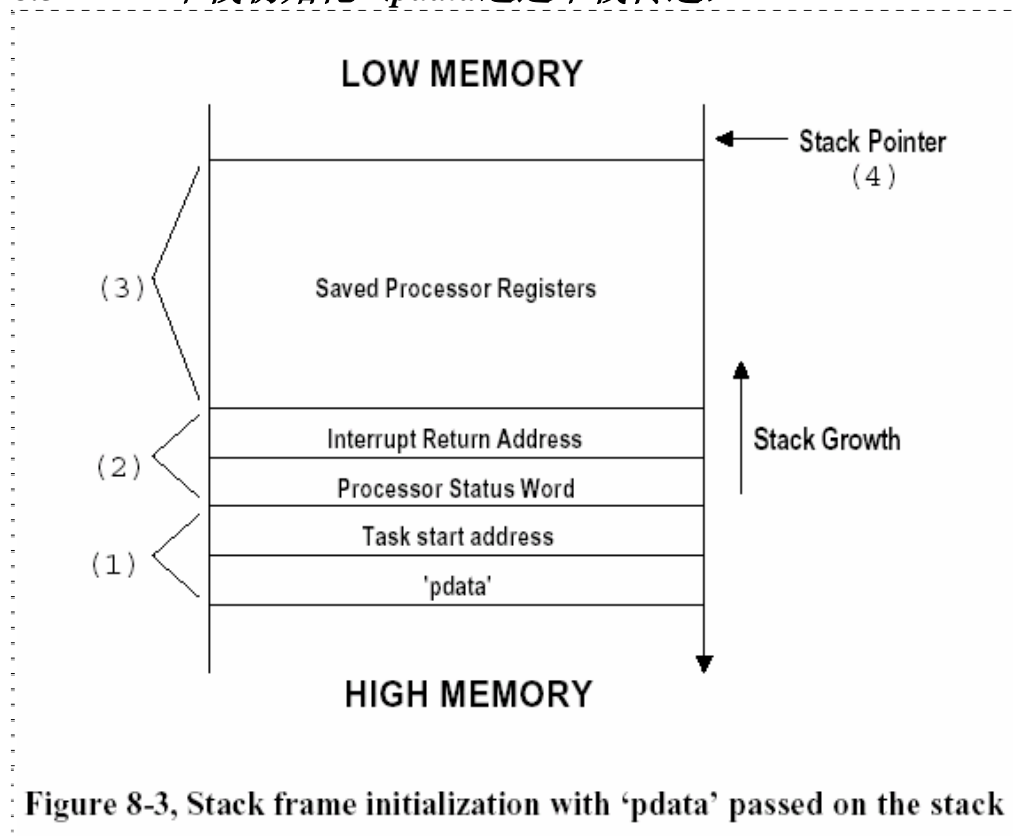 LOW MEMORY
Stack Pointer
(4)
(3)
Saved Processor Registers
Interrupt Return Address
Stack Growth
(2)
Processor Status Word
Task start address
(1)
'pdata'
HIGH MEMORY
Figure 8-3, Stack frame initialization with ‘pdata’ passed on the stack